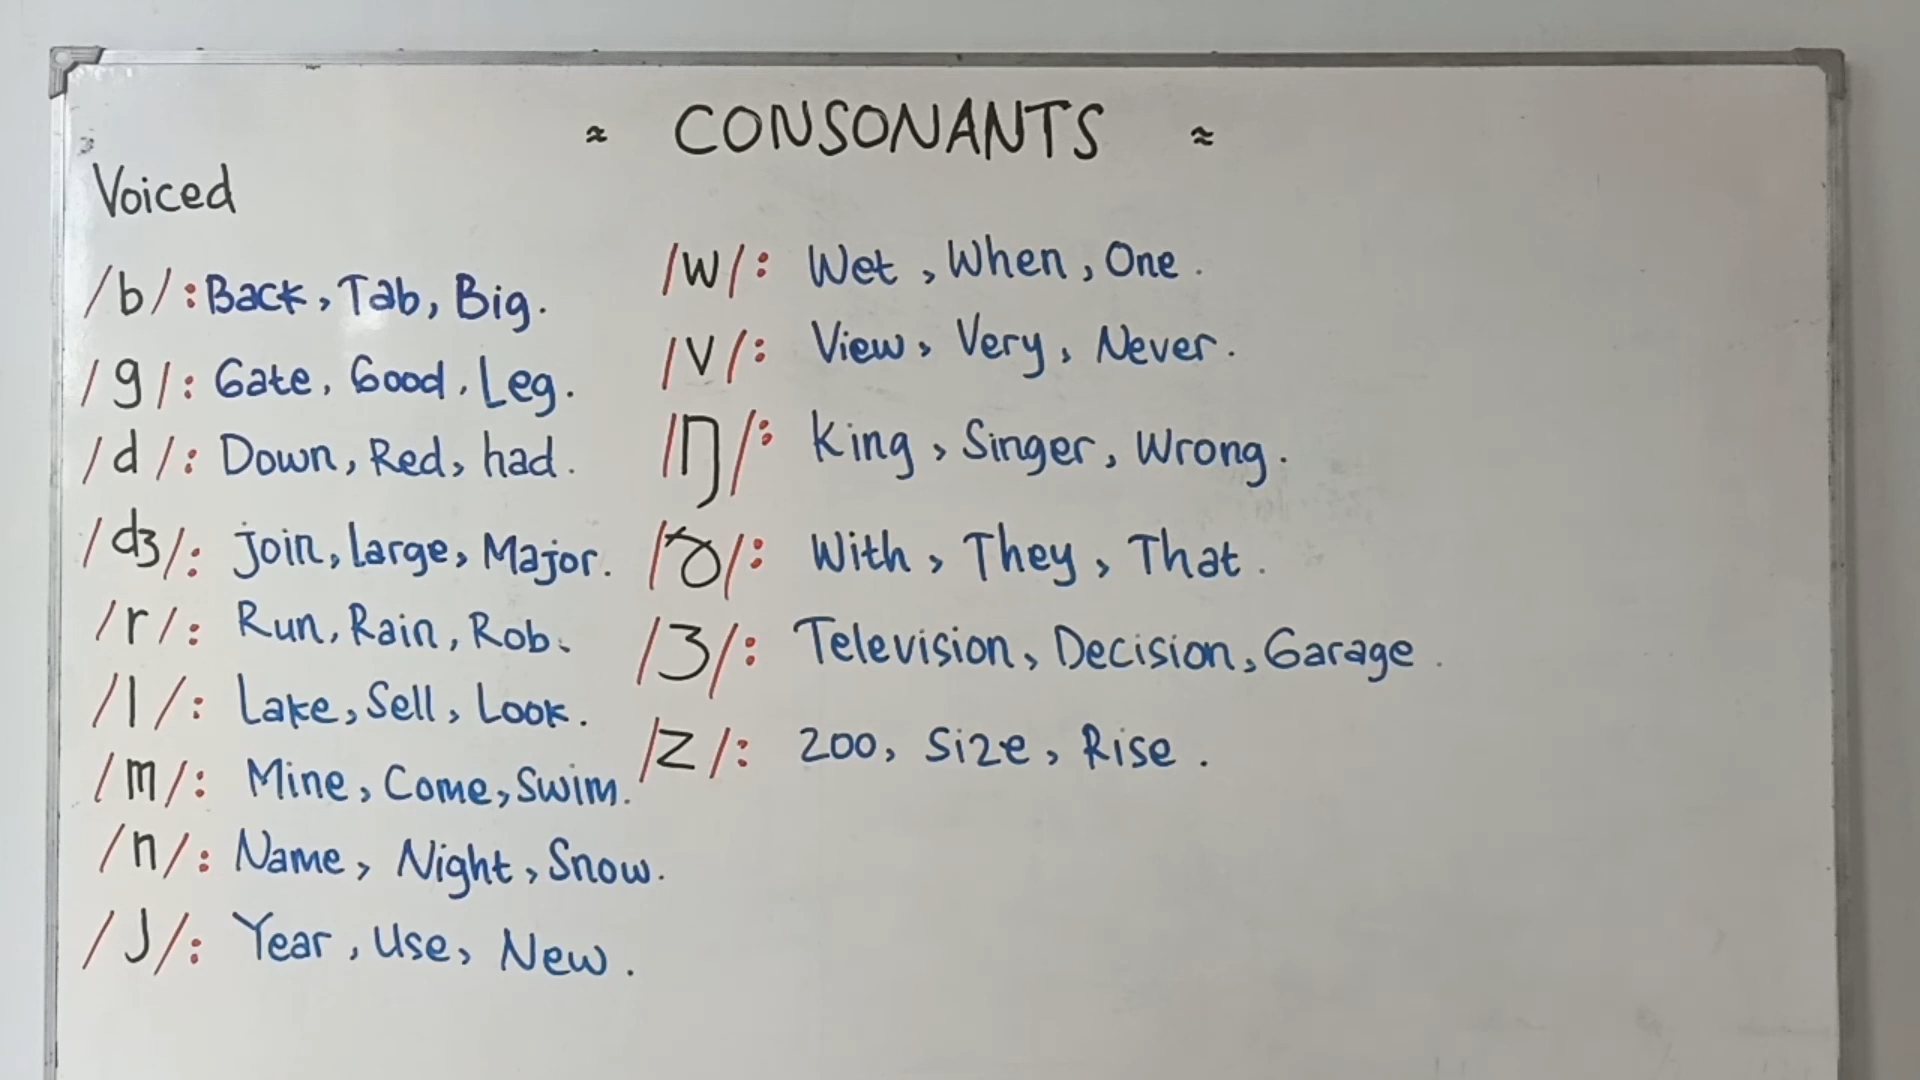 ≈ CONSONANTS ≈
Voiced
/b/: Back, Tab, Big.
/g/: Gate, Good, Leg.
/d/: Down, Red, had.
/dʒ/: join, large, Major.
/r/: Run, Rain, Rob.
/l/: Lake, Sell, Look.
/m/: Mine, Come, Swim.
/n/: Name, Night, Snow.
/J/: Year, Use, New.
/w/: Wet, When, One.
/v/: View, Very, Never.
/ŋ/: King, Singer, Wrong.
/ð/: With, They, That.
/ʒ/: Television, Decision, Garage.
/z/: Zoo, Size, Rise.